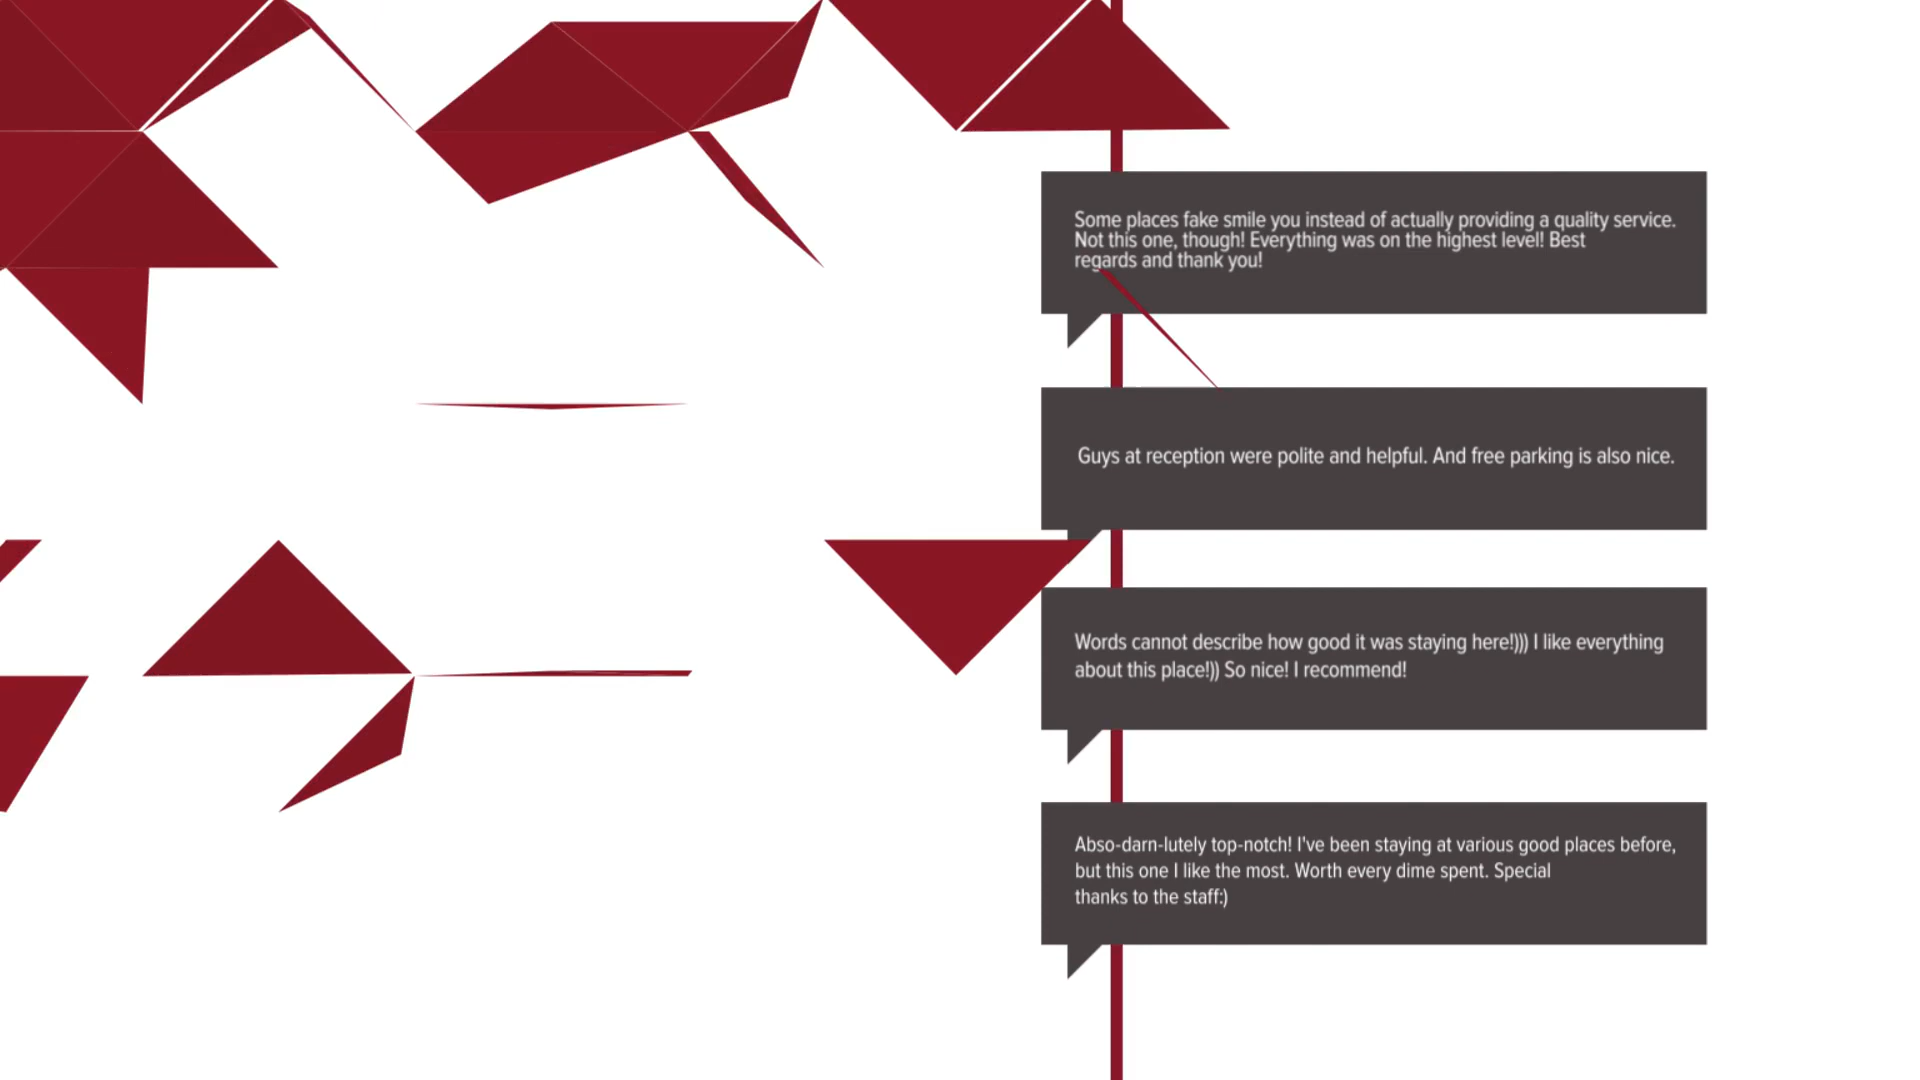 Some places fake smile you instead of actually providing a quality service.
Not this one, though! Everything was on the highest level! Best
regards and thank you!
Guys at reception were polite and helpful. And free parking is also nice.
Words cannot describe how good it was staying here!))) I like everything
about this place!)) So nice! I recommend!
Abso-darn-lutely top-notch! I've been staying at various good places before,
but this one I like the most. Worth every dime spent. Special
thanks to the staff:)